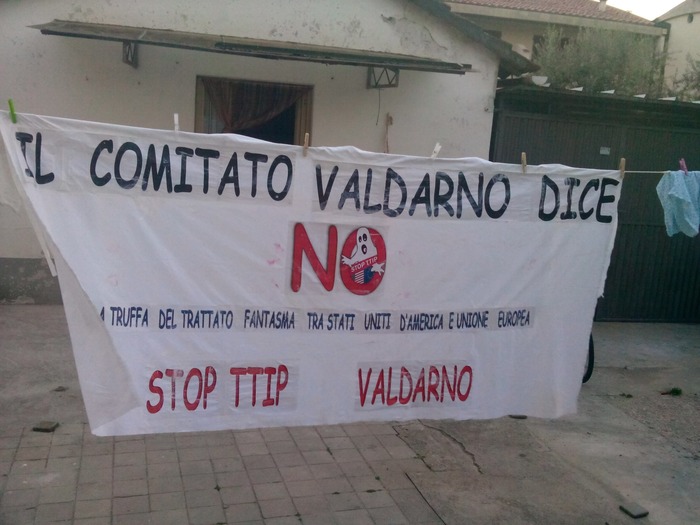 IL COMITATO VALDARNO DICE
NO
STOP TTIP
A TRUFFA DEL TRATTATO FANTASMA TRA STATI UNITI D'AMERICA E UNIONE EUROPEA
STOP TTIP VALDARNO